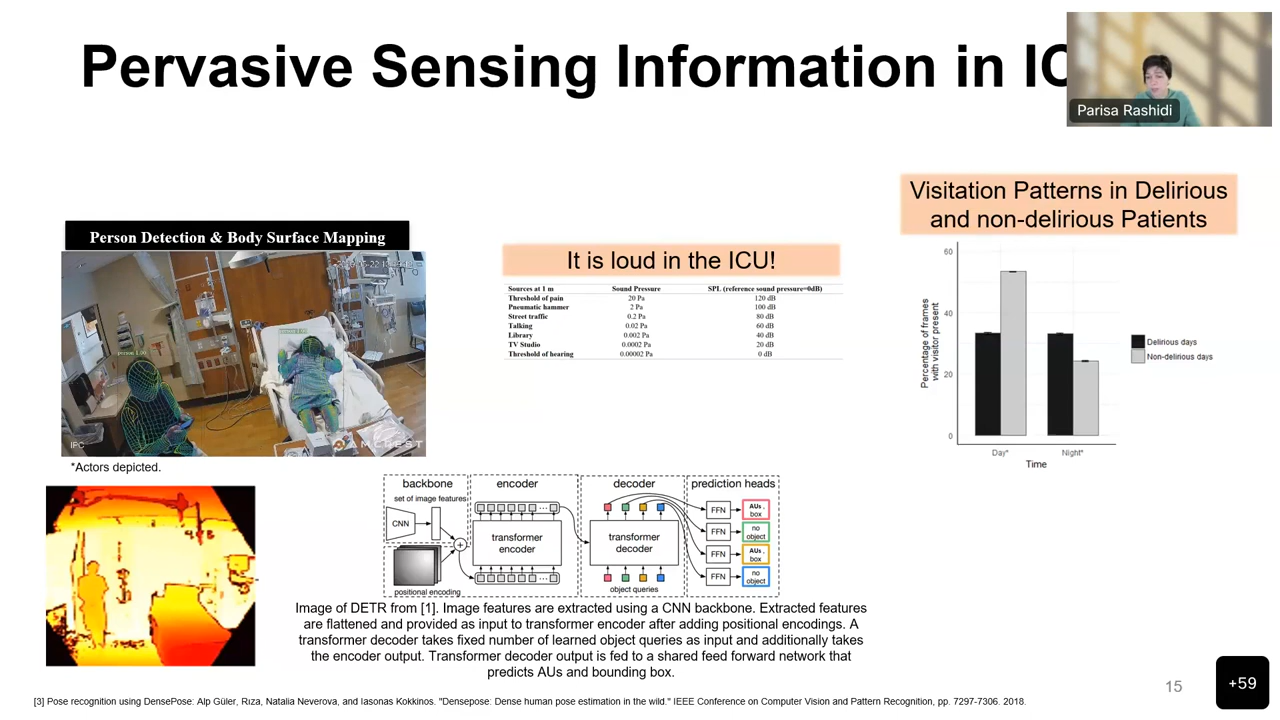 Pervasive Sensing Information in IC
Parisa Rashidi
Person Detection & Body Surface Mapping
person 1.00
IPC
AMCREST
*Actors depicted.
It is loud in the ICU!
Sources at 1 m Sound Pressure SPL (reference sound pressure=0dB)
Threshold of pain 20 Pa 120 dB
Pneumatic hammer 2 Pa 100 dB
Street traffic 0.2 Pa 80 dB
Talking 0.02 Pa 60 dB
Library 0.002 Pa 40 dB
TV Studio 0.0002 Pa 20 dB
Threshold of hearing 0.00002 Pa 0 dB
Visitation Patterns in Delirious
and non-delirious Patients
Percentage of frames
with visitor present
60
40
20
0
Day* Night*
Time
Delirious days
Non-delirious days
backbone encoder decoder prediction heads
set of image features
CNN
+
positional encoding
transformer
encoder
...
...
transformer
decoder
object queries
FFN
AUs,
box
FFN
no
object
FFN
AUs,
box
FFN
no
object
Image of DETR from [1]. Image features are extracted using a CNN backbone. Extracted features
are flattened and provided as input to transformer encoder after adding positional encodings. A
transformer decoder takes fixed number of learned object queries as input and additionally takes
the encoder output. Transformer decoder output is fed to a shared feed forward network that
predicts AUs and bounding box.
[3] Pose recognition using DensePose: Alp Güler, Rıza, Natalia Neverova, and Iasonas Kokkinos. "Densepose: Dense human pose estimation in the wild." IEEE Conference on Computer Vision and Pattern Recognition, pp. 7297-7306. 2018.
15
+59